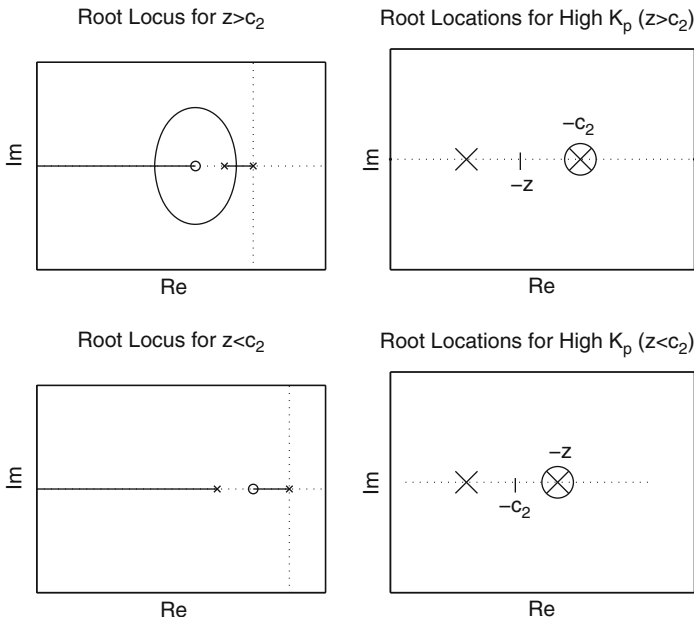 Root Locus for z>c₂
Im
Re
Root Locations for High Kₚ (z>c₂)
Im
−c₂
−z
Re
Root Locus for z<c₂
Im
Re
Root Locations for High Kₚ (z<c₂)
Im
−z
−c₂
Re